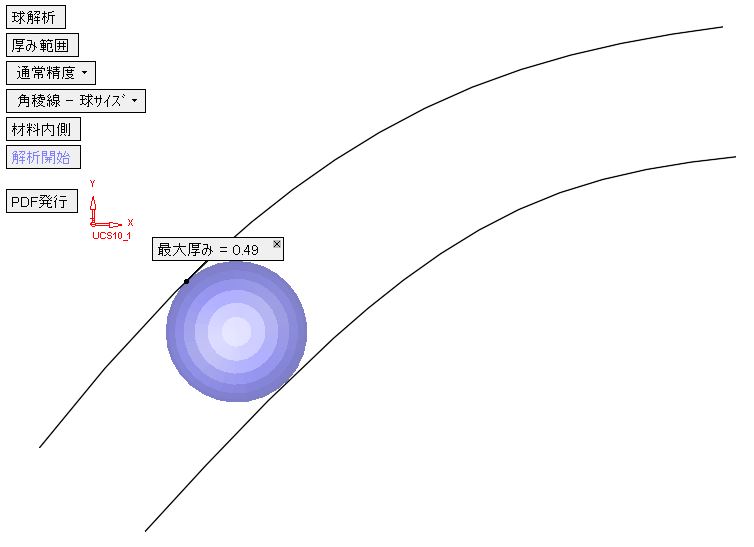 球解析
厚み範囲
通常精度
角稜線 − 球ｻｲｽﾞ
材料内側
解析開始
PDF発行
Y
X
Z
UCS10_1
最大厚み = 0.49